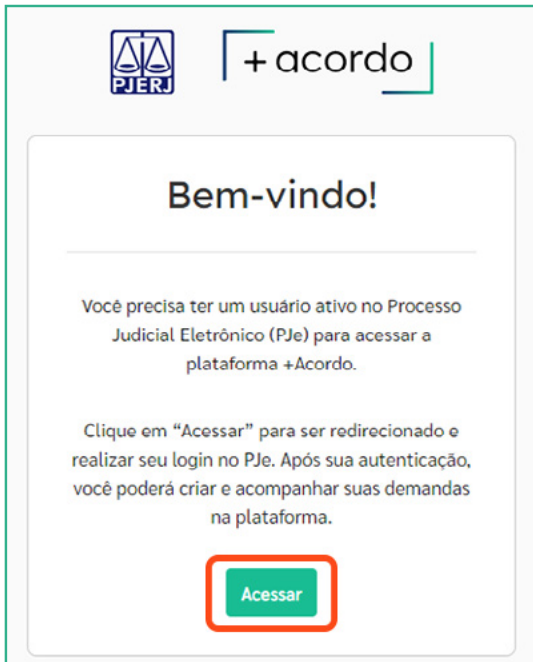 PJERJ
+ acordo
Bem-vindo!
Você precisa ter um usuário ativo no Processo
Judicial Eletrônico (PJe) para acessar a
plataforma +Acordo.
Clique em “Acessar” para ser redirecionado e
realizar seu login no PJe. Após sua autenticação,
você poderá criar e acompanhar suas demandas
na plataforma.
Acessar